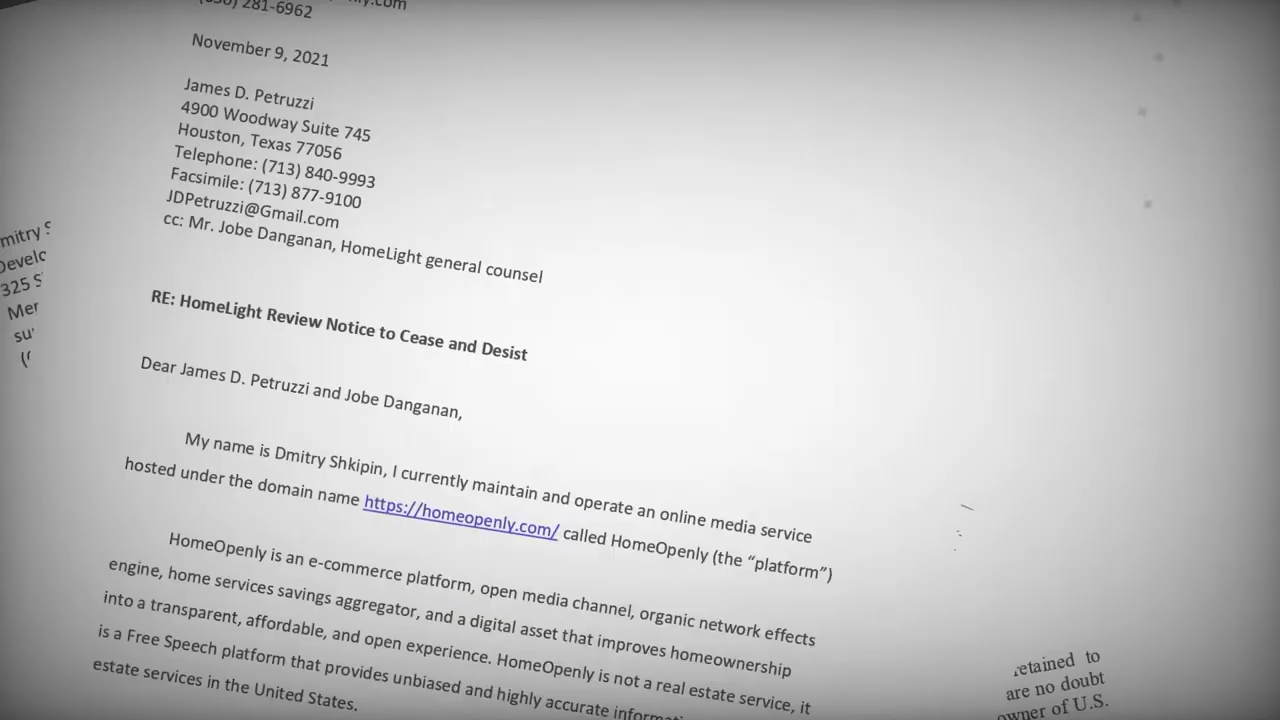 281-6962
November 9, 2021
James D. Petruzzi
4900 Woodway Suite 745
Houston, Texas 77056
Telephone: (713) 840-9993
Facsimile: (713) 877-9100
JDPetruzzi@Gmail.com
cc: Mr. Jobe Danganan, HomeLight general counsel
RE: HomeLight Review Notice to Cease and Desist
Dear James D. Petruzzi and Jobe Danganan,
My name is Dmitry Shkipin, I currently maintain and operate an online media service
hosted under the domain name https://homeopenly.com/ called HomeOpenly (the “platform”)
HomeOpenly is an e-commerce platform, open media channel, organic network effects
engine, home services savings aggregator, and a digital asset that improves homeownership
into a transparent, affordable, and open experience. HomeOpenly is not a real estate service, it
is a Free Speech platform that provides unbiased and highly accurate
estate services in the United States.
325 S
to
are no doubt
owner of U.S.